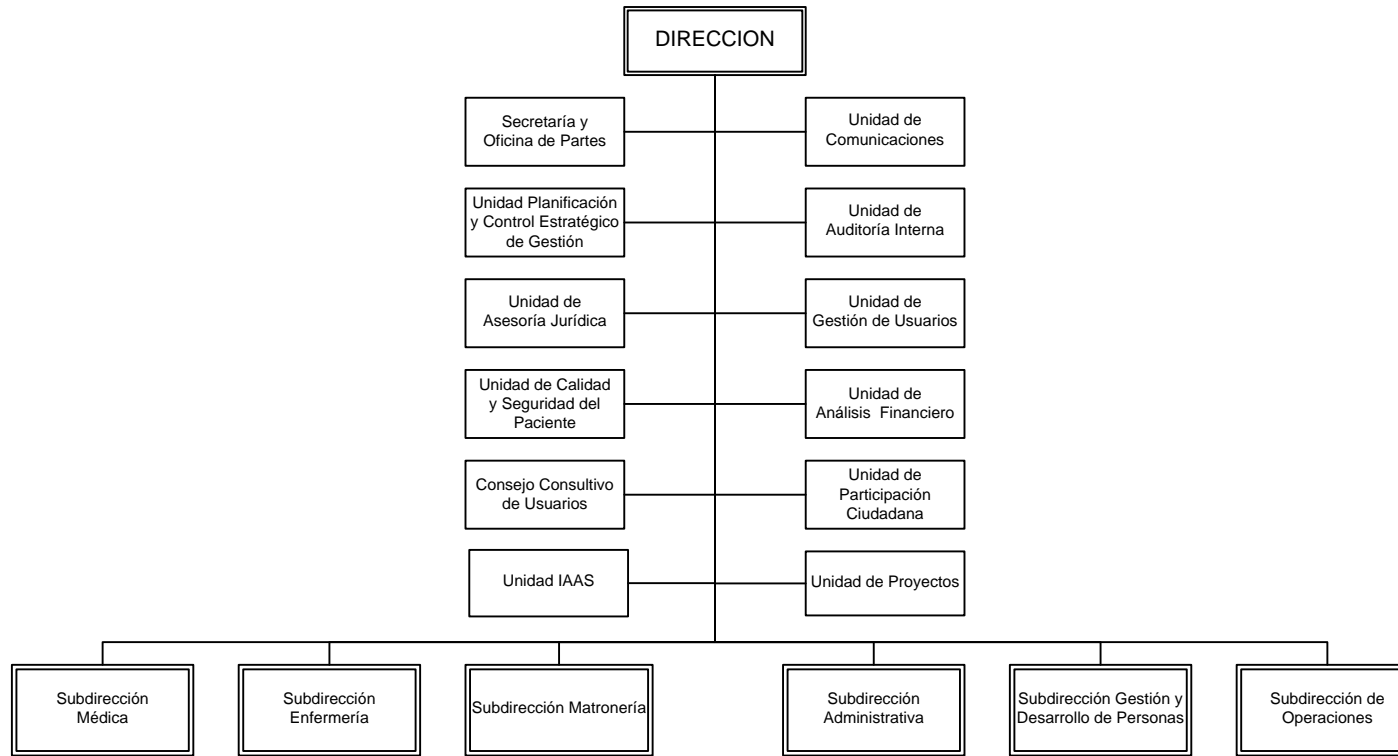 DIRECCION
Secretaría y
Oficina de Partes
Unidad de
Comunicaciones
Unidad Planificación
y Control Estratégico
de Gestión
Unidad de
Auditoría Interna
Unidad de
Asesoría Jurídica
Unidad de
Gestión de Usuarios
Unidad de Calidad
y Seguridad del
Paciente
Unidad de
Análisis Financiero
Consejo Consultivo
de Usuarios
Unidad de
Participación
Ciudadana
Unidad IAAS
Unidad de Proyectos
Subdirección
Médica
Subdirección
Enfermería
Subdirección Matronería
Subdirección
Administrativa
Subdirección Gestión y
Desarrollo de Personas
Subdirección de
Operaciones